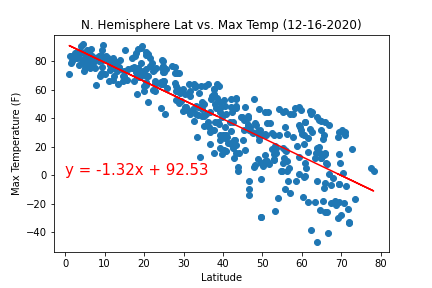 N. Hemisphere Lat vs. Max Temp (12-16-2020)
Max Temperature (F)
80
60
40
20
0
−20
−40
y = -1.32x + 92.53
0 10 20 30 40 50 60 70 80
Latitude